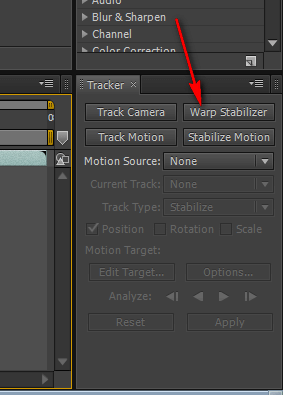 Audio
Blur & Sharpen
Channel
Color Correction
Tracker ×
Track Camera Warp Stabilizer
Track Motion Stabilize Motion
Motion Source: None
Current Track: None
Track Type: Stabilize
Position Rotation Scale
Motion Target:
Edit Target... Options...
Analyze:
Reset Apply